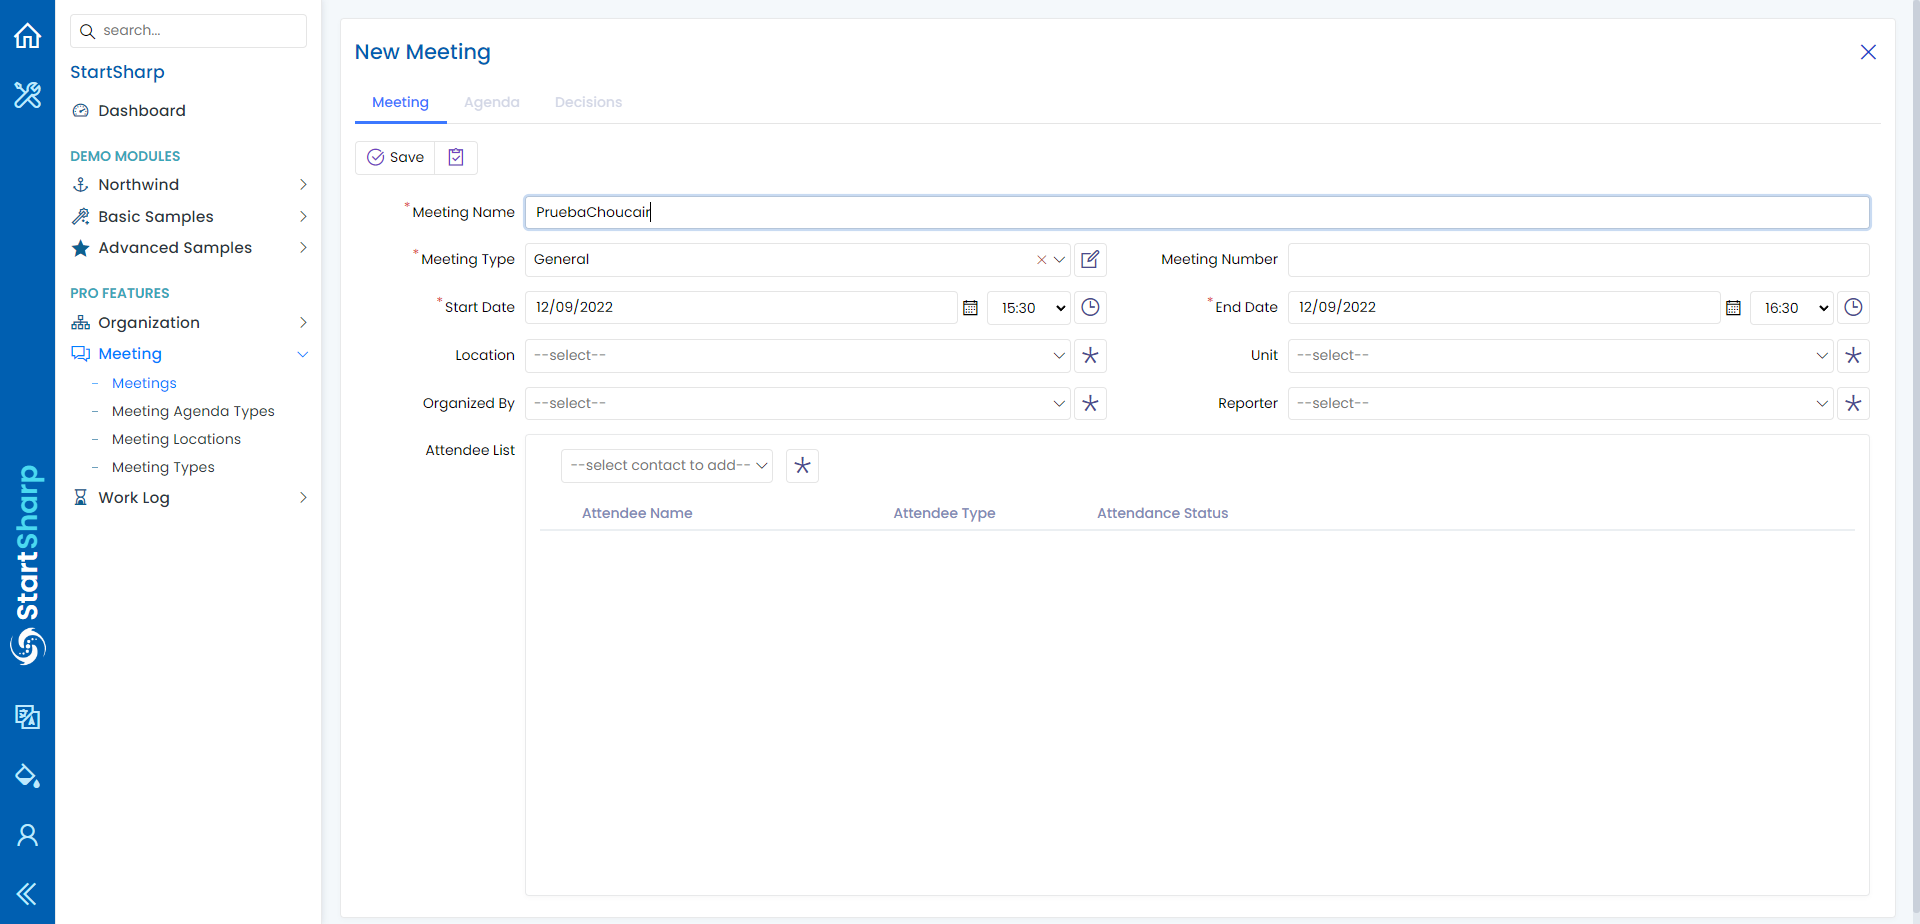 search...
StartSharp
Dashboard
DEMO MODULES
Northwind
Basic Samples
Advanced Samples
PRO FEATURES
Organization
Meeting
Meetings
Meeting Agenda Types
Meeting Locations
Meeting Types
Work Log
StartSharp
New Meeting
Meeting Agenda Decisions
Save
*Meeting Name PruebaChoucair
*Meeting Type General Meeting Number
*Start Date 12/09/2022 15:30 *End Date 12/09/2022 16:30
Location --select-- Unit --select--
Organized By --select-- Reporter --select--
Attendee List
--select contact to add--
Attendee Name Attendee Type Attendance Status